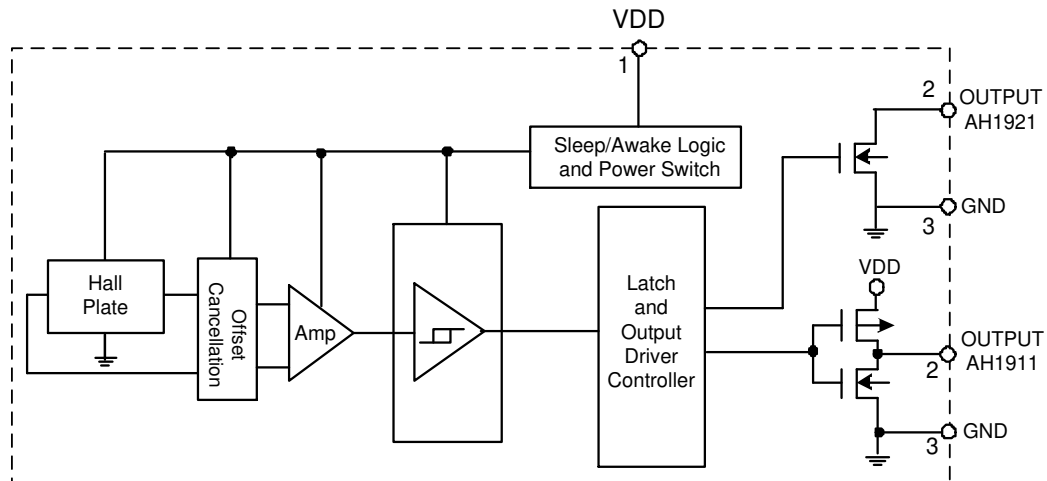 VDD
1
2
OUTPUT
AH1921
Sleep/Awake Logic
and Power Switch
3
GND
Hall
Plate
Offset
Cancellation
Amp
Latch
and
Output
Driver
Controller
VDD
2
OUTPUT
AH1911
3
GND